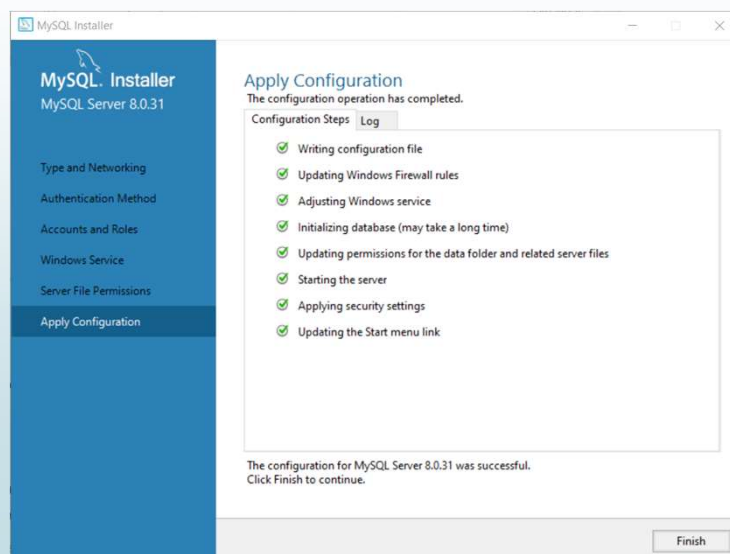 MySQL Installer
MySQL. Installer
MySQL Server 8.0.31
Type and Networking
Authentication Method
Accounts and Roles
Windows Service
Server File Permissions
Apply Configuration
Apply Configuration
The configuration operation has completed.
Configuration Steps Log
Writing configuration file
Updating Windows Firewall rules
Adjusting Windows service
Initializing database (may take a long time)
Updating permissions for the data folder and related server files
Starting the server
Applying security settings
Updating the Start menu link
The configuration for MySQL Server 8.0.31 was successful.
Click Finish to continue.
Finish